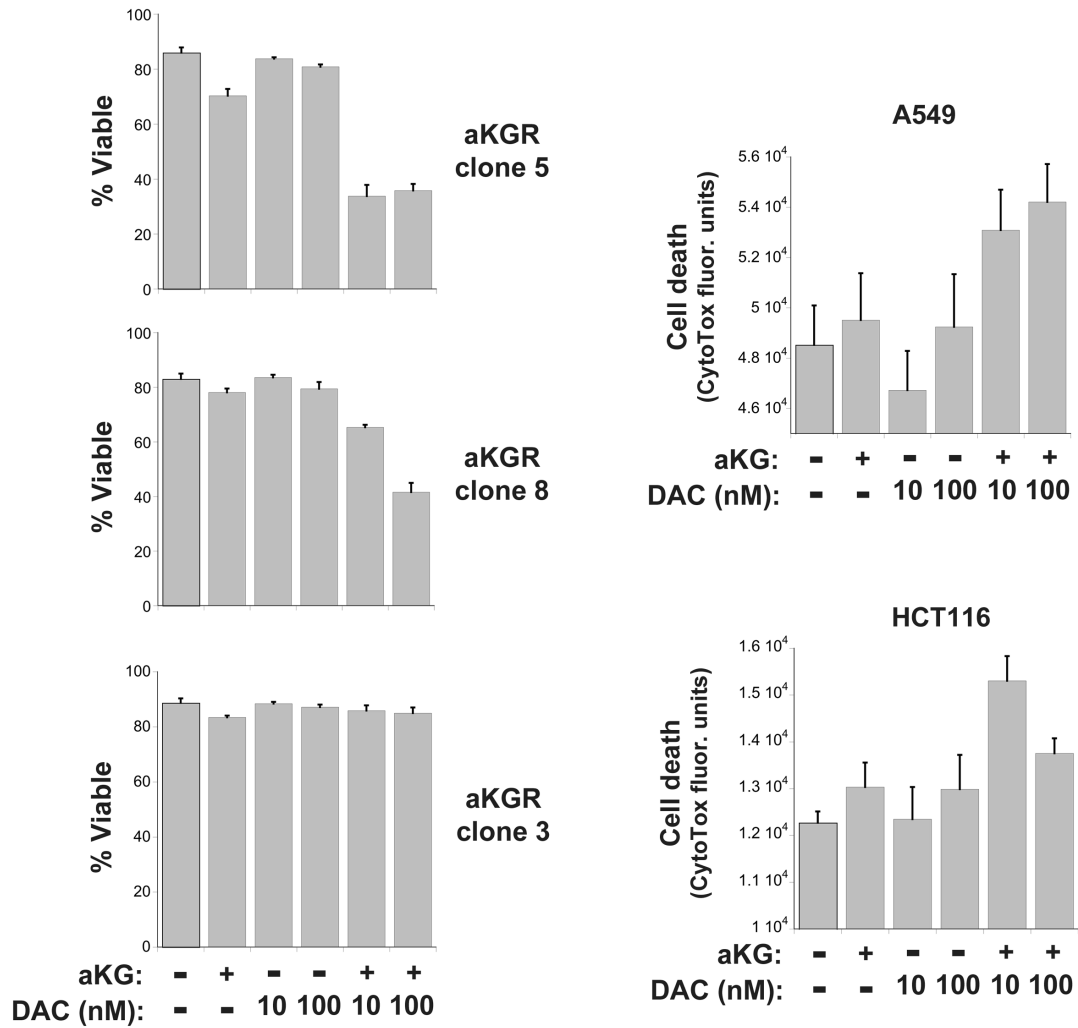 100
80
60
40
20
0
% Viable
aKGR
clone 5
100
80
60
40
20
0
% Viable
aKGR
clone 8
100
80
60
40
20
0
% Viable
aKGR
clone 3
aKG: - + - - + +
DAC (nM): - - 10 100 10 100
A549
5.6 10⁴
5.4 10⁴
5.2 10⁴
5 10⁴
4.8 10⁴
4.6 10⁴
Cell death
(CytoTox fluor. units)
aKG: - + - - + +
DAC (nM): - - 10 100 10 100
HCT116
1.6 10⁴
1.5 10⁴
1.4 10⁴
1.3 10⁴
1.2 10⁴
1.1 10⁴
1 10⁴
Cell death
(CytoTox fluor. units)
aKG: - + - - + +
DAC (nM): - - 10 100 10 100